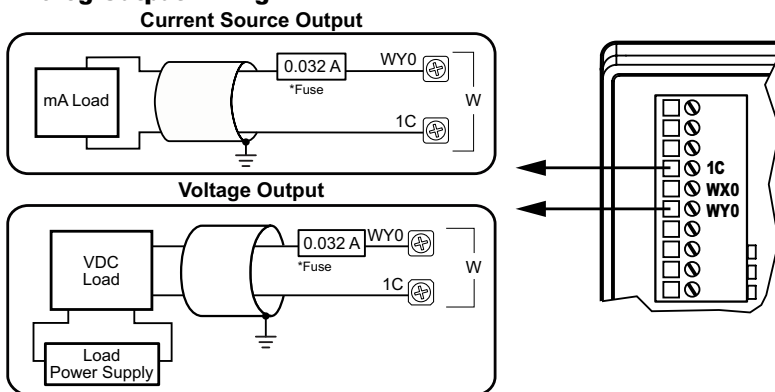 Current Source Output
mA Load
0.032 A
*Fuse
WY0
1C
W
Voltage Output
VDC
Load
0.032 A
*Fuse
WY0
1C
W
Load
Power Supply
1C
WX0
WY0